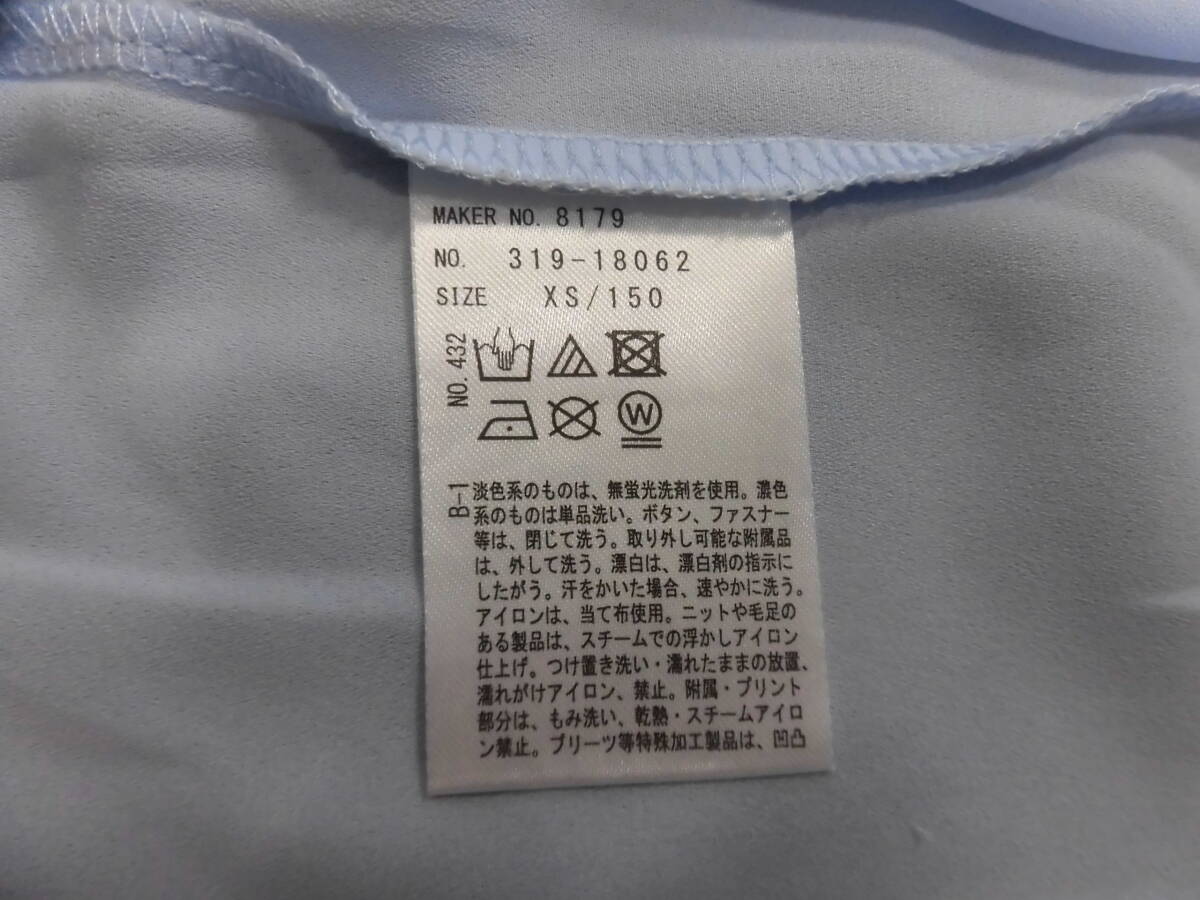 MAKER NO. 8179
NO. 319-18062
SIZE XS/150
NO. 432
W
B-1
淡色系のものは、無蛍光洗剤を使用。濃色
系のものは単品洗い。ボタン、ファスナー
等は、閉じて洗う。取り外し可能な附属品
は、外して洗う。漂白は、漂白剤の指示に
したがう。汗をかいた場合、速やかに洗う。
アイロンは、当て布使用。ニットや毛足の
ある製品は、スチームでの浮かしアイロン
仕上げ。つけ置き洗い・濡れたままの放置、
濡れがけアイロン、禁止。附属・プリント
部分は、もみ洗い、乾熱・スチームアイロ
ン禁止。プリーツ等特殊加工製品は、凹凸